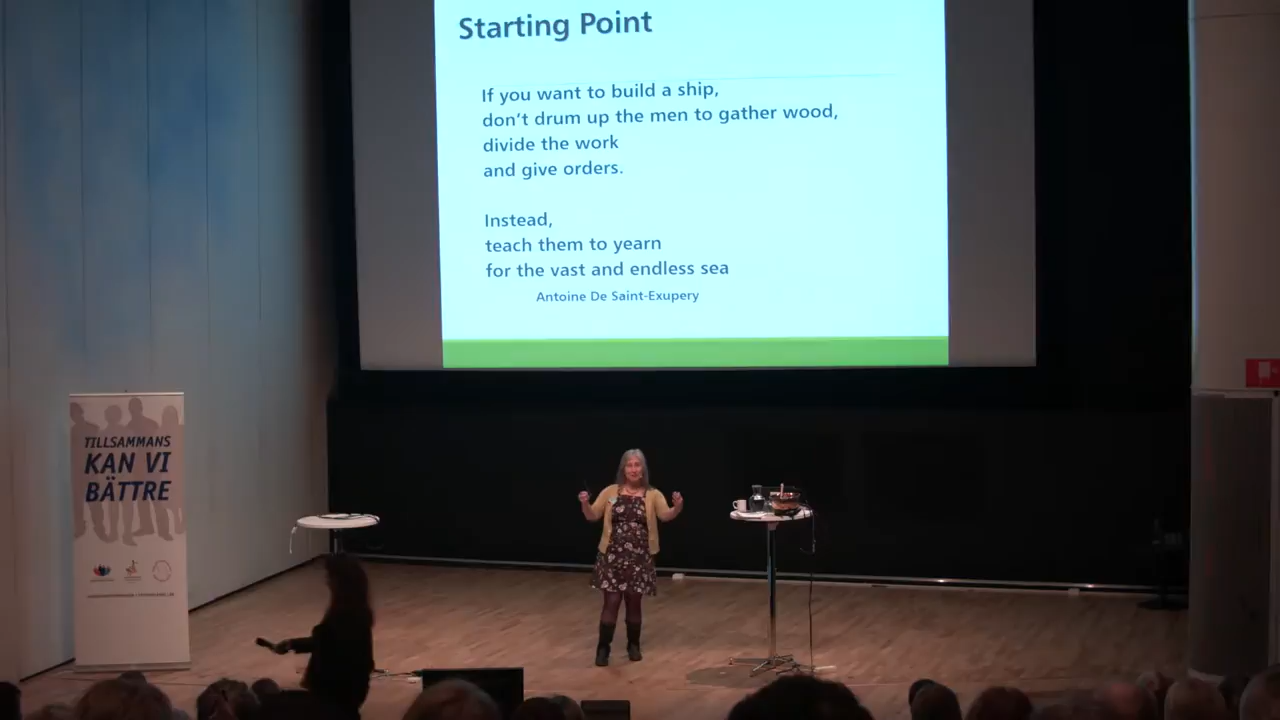 Starting Point
If you want to build a ship,
don't drum up the men to gather wood,
divide the work
and give orders.
Instead,
teach them to yearn
for the vast and endless sea
Antoine De Saint-Exupery
TILLSAMMANS
KAN VI
BÄTTRE